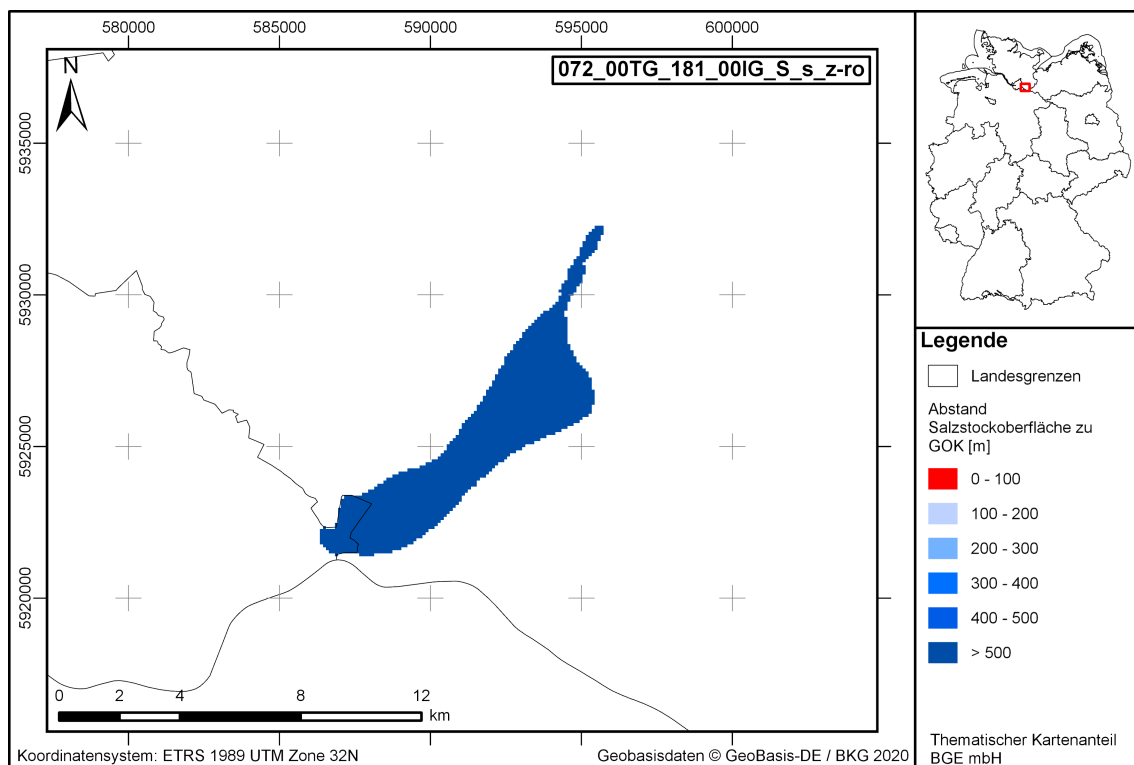 580000 585000 590000 595000 600000
072_00TG_181_00IG_S_s_z-ro
N
5935000
5930000
5925000
5920000
0 2 4 8 12
km
Koordinatensystem: ETRS 1989 UTM Zone 32N
Geobasisdaten © GeoBasis-DE / BKG 2020
Legende
Landesgrenzen
Abstand
Salzstockoberfläche zu
GOK [m]
0 - 100
100 - 200
200 - 300
300 - 400
400 - 500
> 500
Thematischer Kartenanteil
BGE mbH